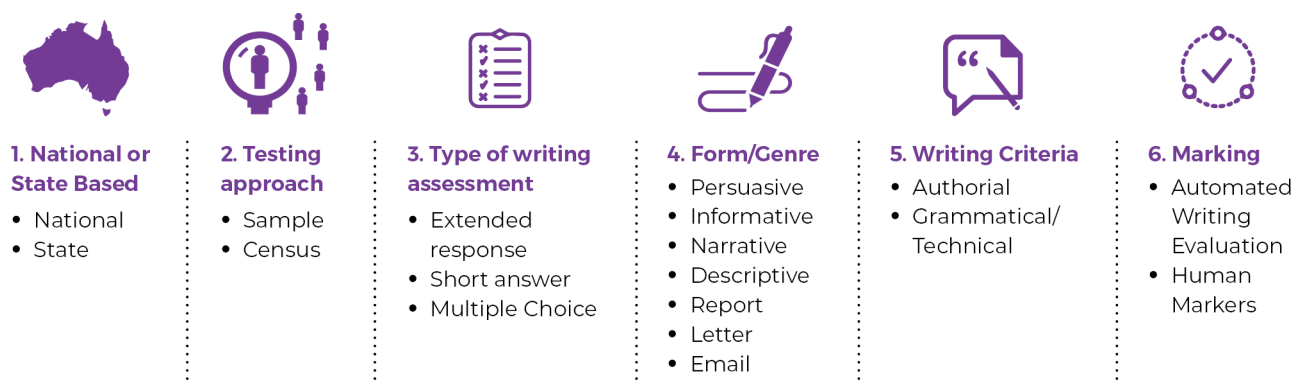 1. National or
State Based
• National
• State
2. Testing
approach
• Sample
• Census
3. Type of writing
assessment
• Extended
response
• Short answer
• Multiple Choice
4. Form/Genre
• Persuasive
• Informative
• Narrative
• Descriptive
• Report
• Letter
• Email
5. Writing Criteria
• Authorial
• Grammatical/
Technical
6. Marking
• Automated
Writing
Evaluation
• Human
Markers